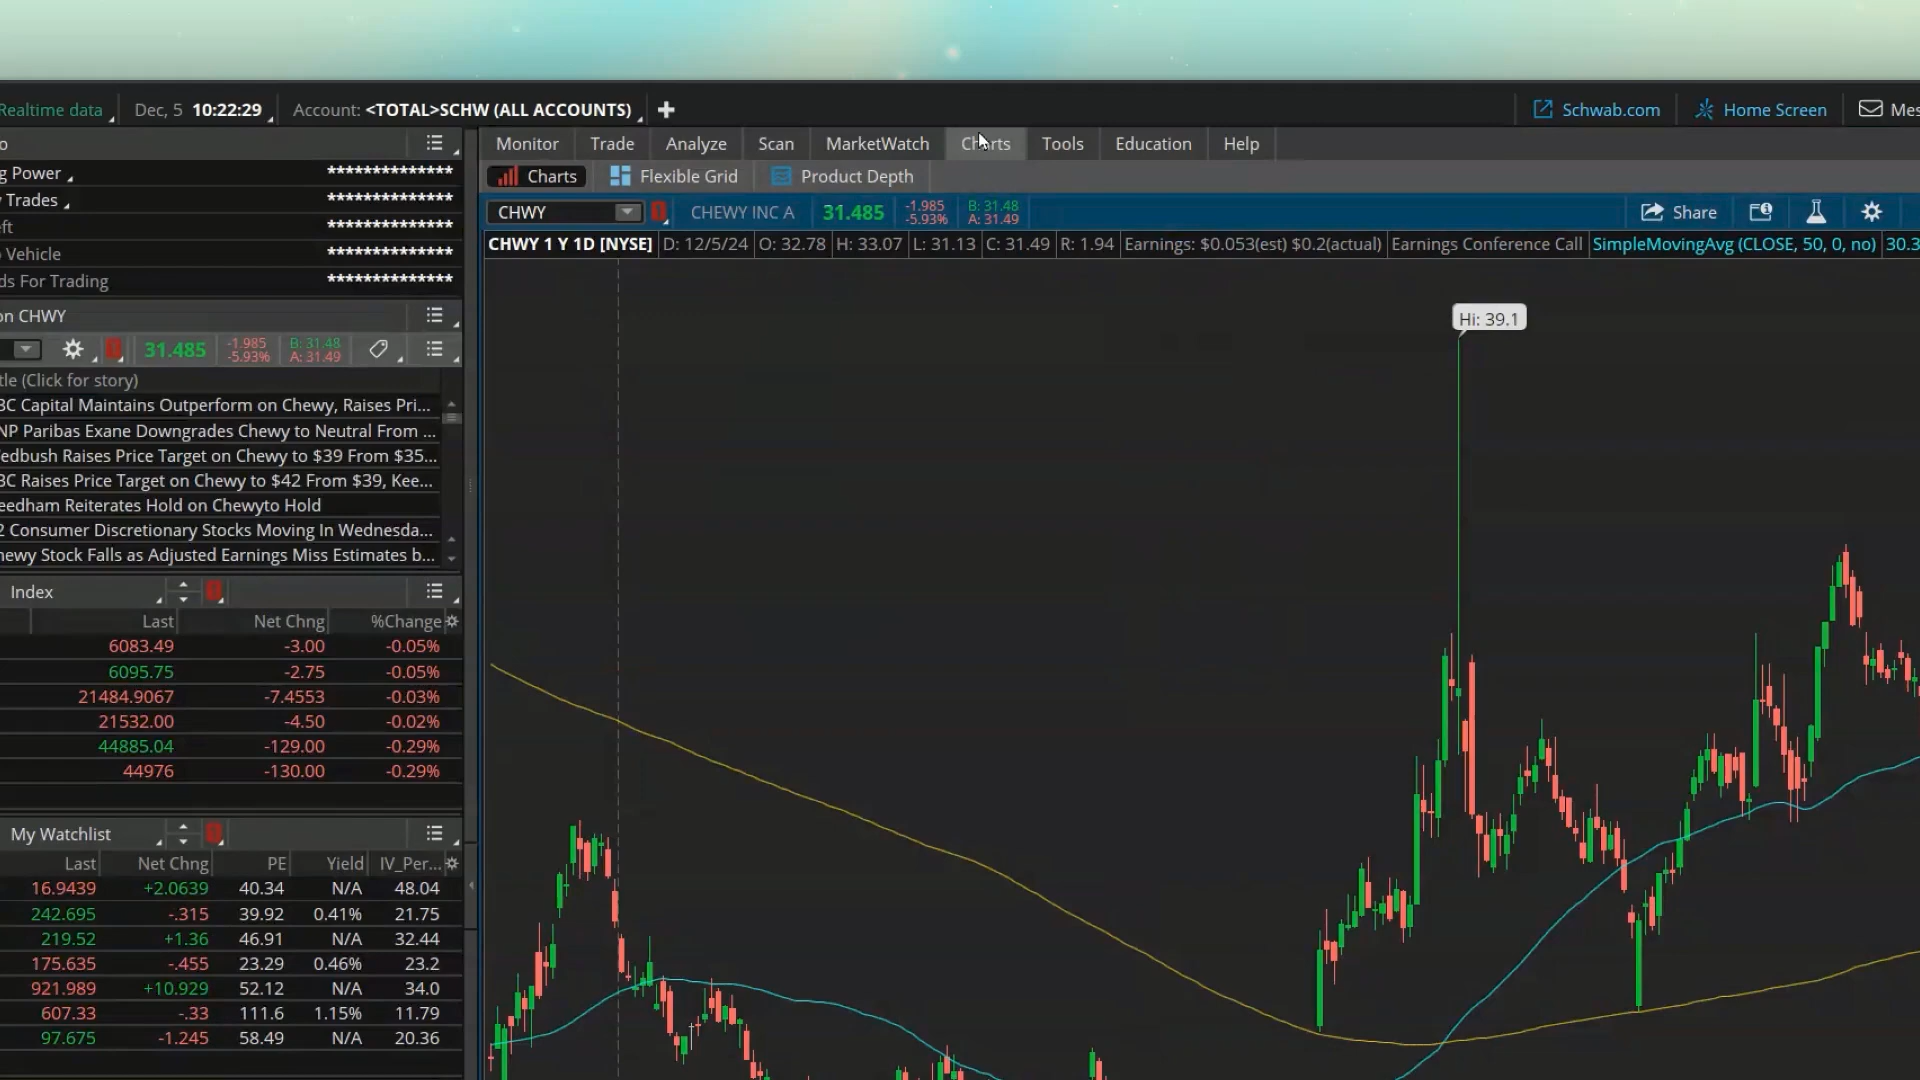 Realtime data Dec, 5 10:22:29 Account: <TOTAL>SCHW (ALL ACCOUNTS) Schwab.com Home Screen Mes
o
g Power **************
Trades **************
ft **************
Vehicle **************
ds For Trading **************
on CHWY
31.485 -1.985 -5.93% B: 31.48 A: 31.49
tle (Click for story)
BC Capital Maintains Outperform on Chewy, Raises Pri...
NP Paribas Exane Downgrades Chewy to Neutral From ...
edbush Raises Price Target on Chewy to $39 From $35...
BC Raises Price Target on Chewy to $42 From $39, Kee...
eedham Reiterates Hold on Chewyto Hold
2 Consumer Discretionary Stocks Moving In Wednesda...
hewy Stock Falls as Adjusted Earnings Miss Estimates b...
Index
Last Net Chng %Change
6083.49 -3.00 -0.05%
6095.75 -2.75 -0.05%
21484.9067 -7.4553 -0.03%
21532.00 -4.50 -0.02%
44885.04 -129.00 -0.29%
44976 -130.00 -0.29%
My Watchlist
Last Net Chng PE Yield IV_Per...
16.9439 +2.0639 40.34 N/A 48.04
242.695 -.315 39.92 0.41% 21.75
219.52 +1.36 46.91 N/A 32.44
175.635 -.455 23.29 0.46% 23.2
921.989 +10.929 52.12 N/A 34.0
607.33 -.33 111.6 1.15% 11.79
97.675 -1.245 58.49 N/A 20.36
Monitor Trade Analyze Scan MarketWatch Charts Tools Education Help
Charts Flexible Grid Product Depth
CHWY CHEWY INC A 31.485 -1.985 -5.93% B: 31.48 A: 31.49 Share
CHWY 1 Y 1D [NYSE] D: 12/5/24 O: 32.78 H: 33.07 L: 31.13 C: 31.49 R: 1.94 Earnings: $0.053(est) $0.2(actual) Earnings Conference Call SimpleMovingAvg (CLOSE, 50, 0, no) 30.3
Hi: 39.1